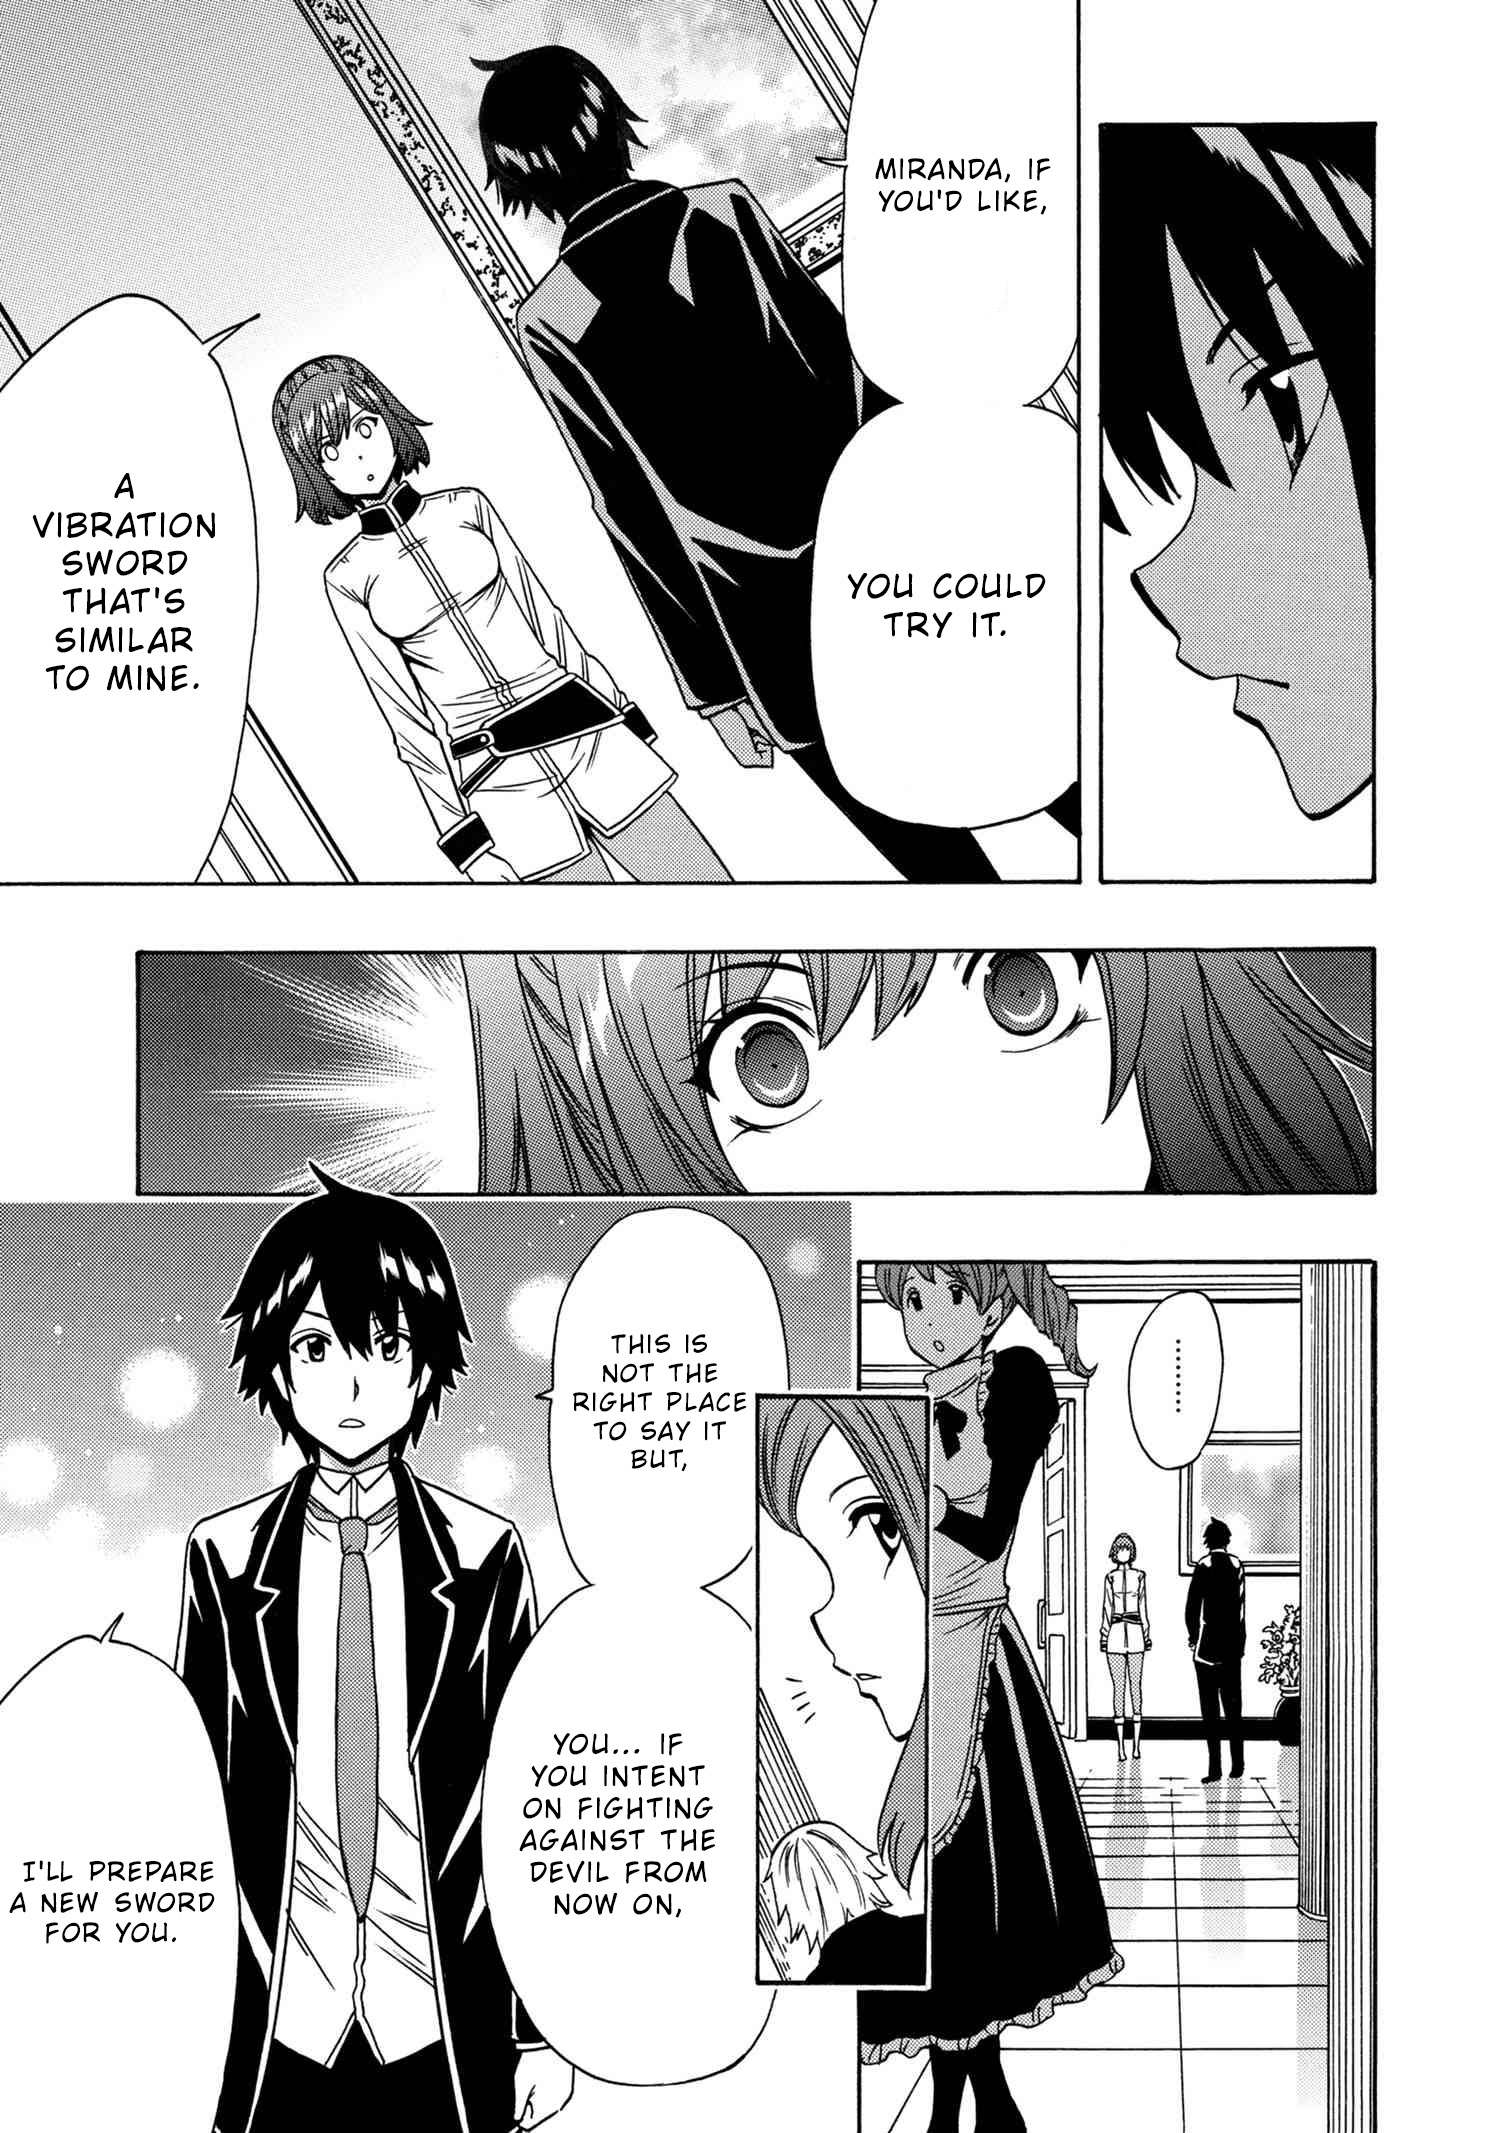 MIRANDA, IF
YOU'D LIKE,
YOU COULD
TRY IT.
A
VIBRATION
SWORD
THAT'S
SIMILAR
TO MINE.
........
THIS IS
NOT THE
RIGHT PLACE
TO SAY IT
BUT,
YOU... IF
YOU INTENT
ON FIGHTING
AGAINST THE
DEVIL FROM
NOW ON,
I'LL PREPARE
A NEW SWORD
FOR YOU.